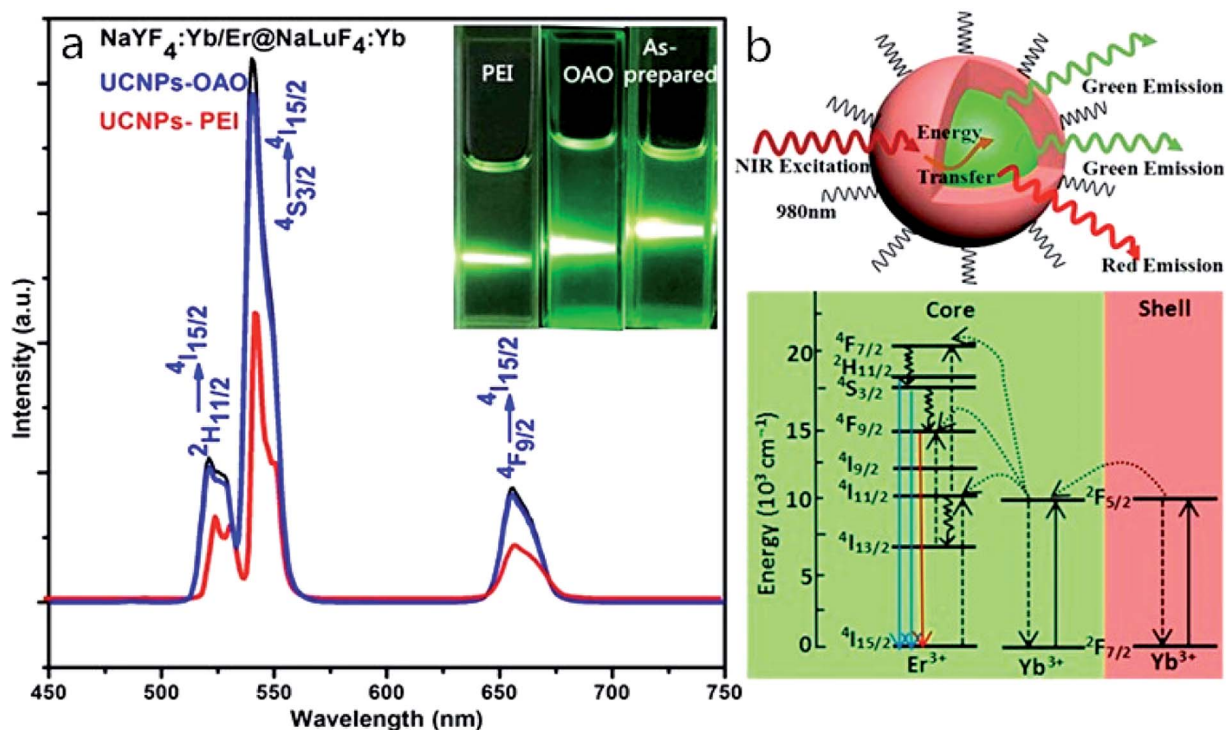 a
NaYF₄:Yb/Er@NaLuF₄:Yb
UCNPs-OAO
UCNPs- PEI
PEI
OAO
As-
prepared
⁴S₃/₂ → ⁴I₁₅/₂
²H₁₁/₂ → ⁴I₁₅/₂
⁴F₉/₂ → ⁴I₁₅/₂
Intensity (a.u.)
450 500 550 600 650 700 750
Wavelength (nm)
b
Green Emission
Energy
NIR Excitation
Transfer
Green Emission
980nm
Red Emission
Core
Shell
Energy (10³ cm⁻¹)
20
15
10
5
0
⁴F₇/₂
²H₁₁/₂
⁴S₃/₂
⁴F₉/₂
⁴I₉/₂
⁴I₁₁/₂
⁴I₁₃/₂
⁴I₁₅/₂
²F₅/₂
²F₇/₂
Er³⁺
Yb³⁺
Yb³⁺